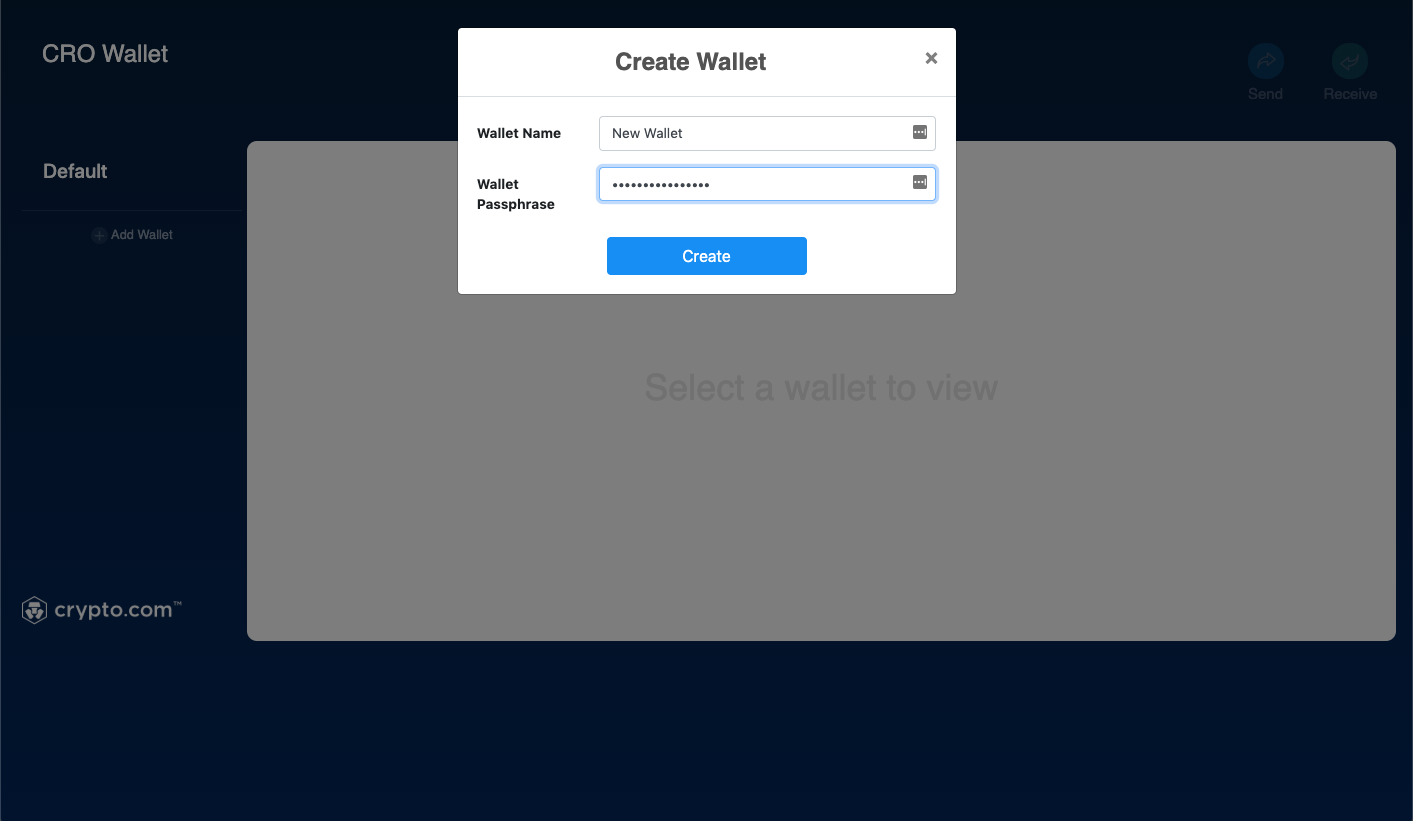 CRO Wallet
Create Wallet
×
Send
Receive
Wallet Name
New Wallet
Default
Wallet
Passphrase
••••••••••••••••
Add Wallet
Create
Select a wallet to view
crypto.com™